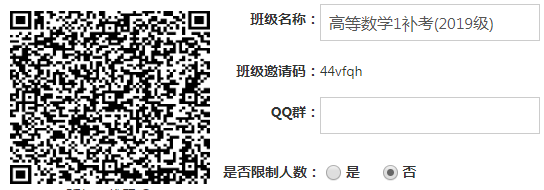 班级名称：高等数学1补考(2019级)
班级邀请码：44vfqh
QQ群：
是否限制人数：是 否